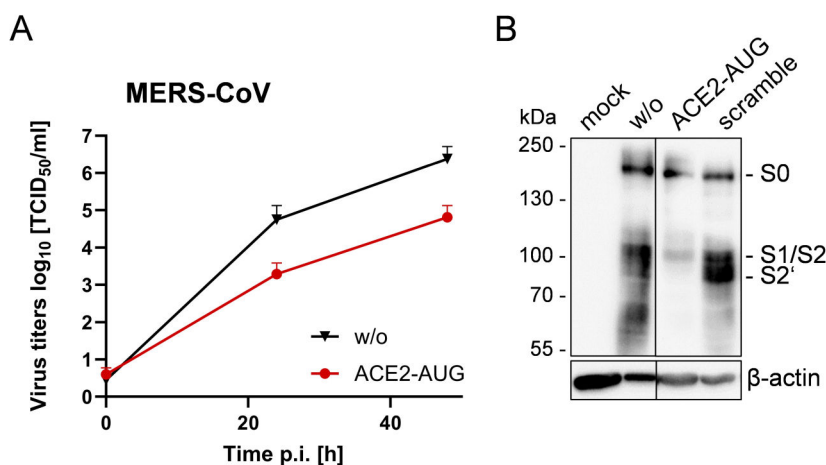 A
MERS-CoV
Virus titers log10 [TCID50/ml]
7
6
5
4
3
2
1
0
0 20 40
Time p.i. [h]
w/o
ACE2-AUG
B
kDa
mock
w/o
ACE2-AUG
scramble
250 -
130 -
100 -
70 -
55 -
- S0
- S1/S2
- S2‘
β-actin